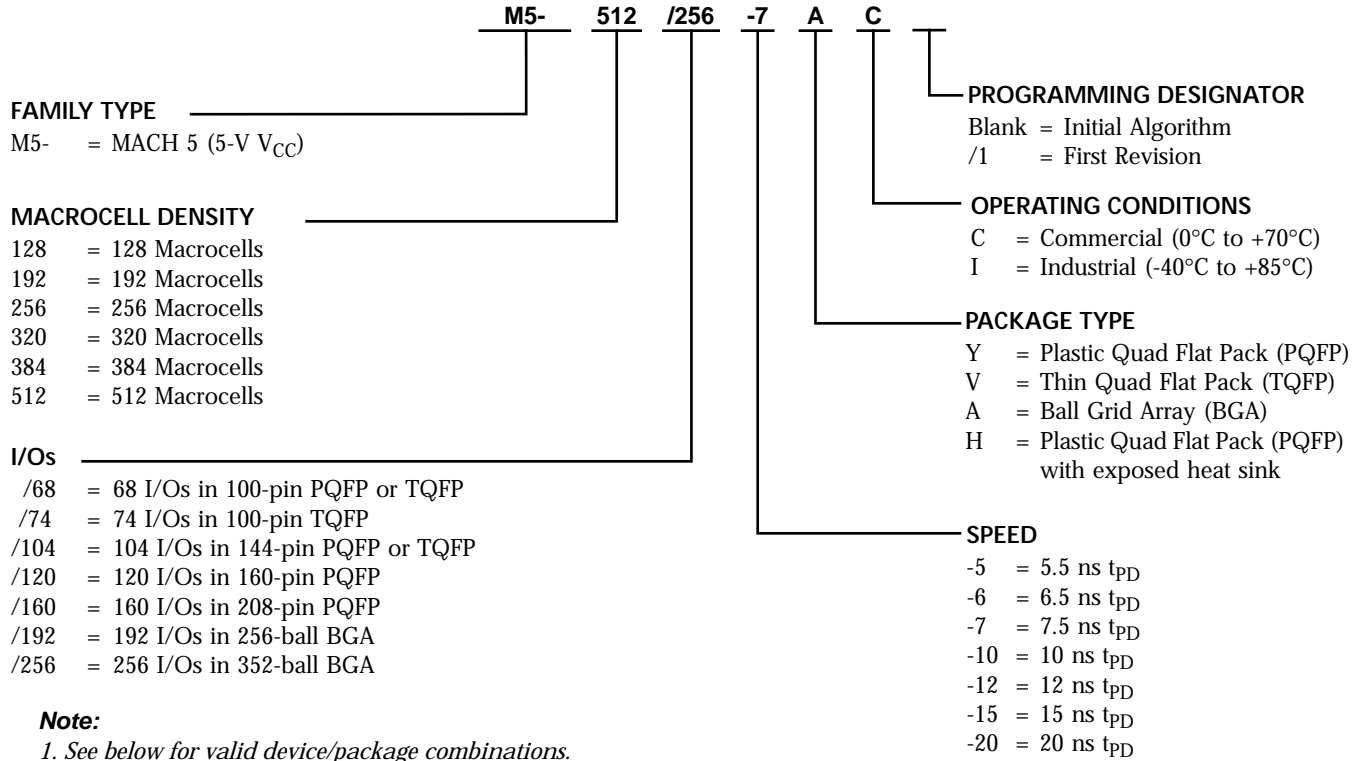 M5- 512 /256 -7 A C
FAMILY TYPE
M5- = MACH 5 (5-V VCC)
MACROCELL DENSITY
128 = 128 Macrocells
192 = 192 Macrocells
256 = 256 Macrocells
320 = 320 Macrocells
384 = 384 Macrocells
512 = 512 Macrocells
I/Os
/68 = 68 I/Os in 100-pin PQFP or TQFP
/74 = 74 I/Os in 100-pin TQFP
/104 = 104 I/Os in 144-pin PQFP or TQFP
/120 = 120 I/Os in 160-pin PQFP
/160 = 160 I/Os in 208-pin PQFP
/192 = 192 I/Os in 256-ball BGA
/256 = 256 I/Os in 352-ball BGA
Note:
1. See below for valid device/package combinations.
PROGRAMMING DESIGNATOR
Blank = Initial Algorithm
/1 = First Revision
OPERATING CONDITIONS
C = Commercial (0°C to +70°C)
I = Industrial (-40°C to +85°C)
PACKAGE TYPE
Y = Plastic Quad Flat Pack (PQFP)
V = Thin Quad Flat Pack (TQFP)
A = Ball Grid Array (BGA)
H = Plastic Quad Flat Pack (PQFP)
with exposed heat sink
SPEED
-5 = 5.5 ns tPD
-6 = 6.5 ns tPD
-7 = 7.5 ns tPD
-10 = 10 ns tPD
-12 = 12 ns tPD
-15 = 15 ns tPD
-20 = 20 ns tPD